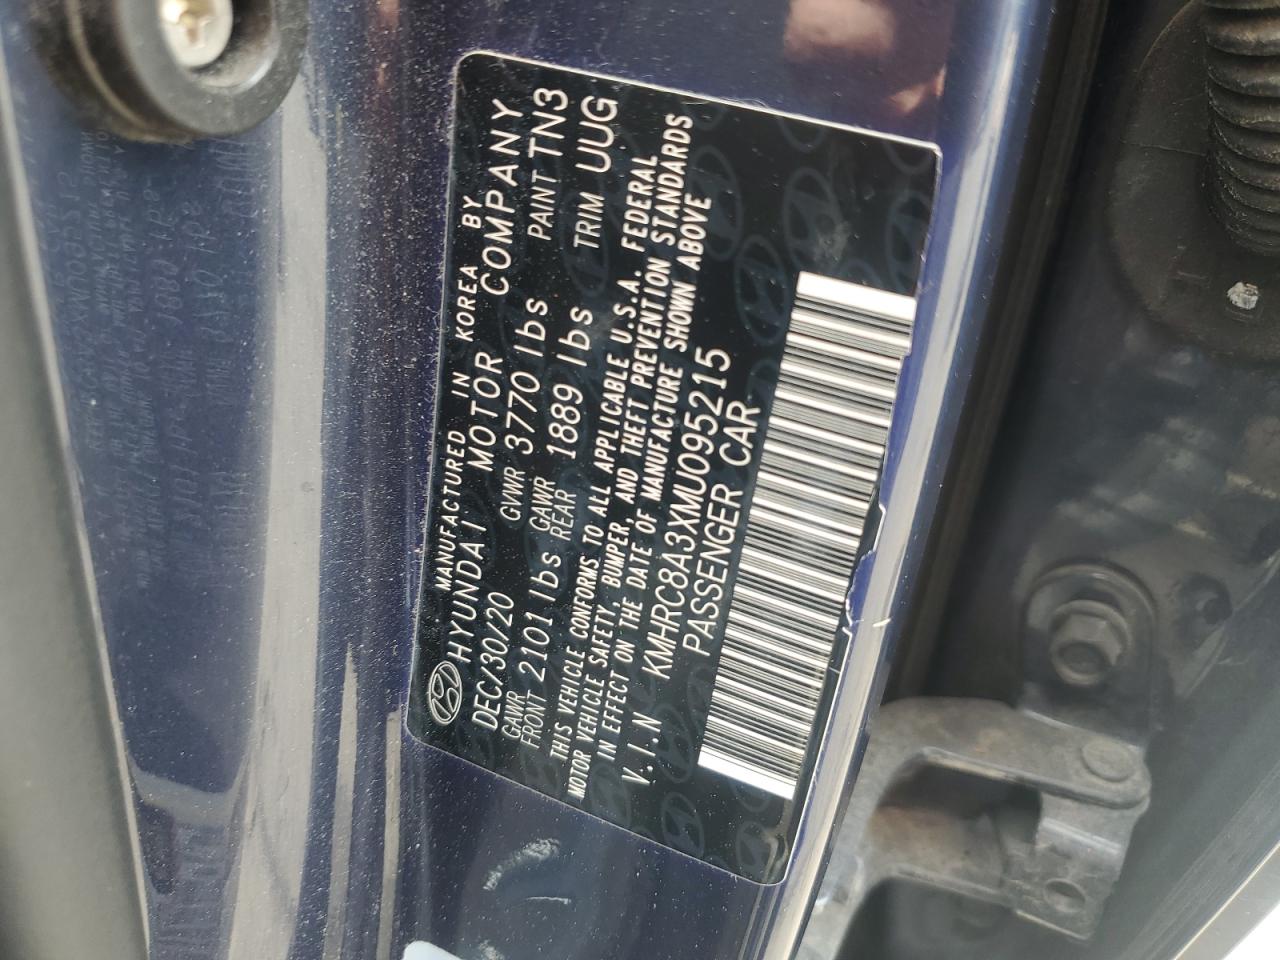 MANUFACTURED IN KOREA BY
HYUNDAI MOTOR COMPANY
DEC/30/20 GVWR 3770 lbs PAINT TN3
GAWR FRONT 2101 lbs GAWR REAR 1889 lbs TRIM UUG
THIS VEHICLE CONFORMS TO ALL APPLICABLE U.S.A. FEDERAL
MOTOR VEHICLE SAFETY, BUMPER, AND THEFT PREVENTION STANDARDS
IN EFFECT ON THE DATE OF MANUFACTURE SHOWN ABOVE
V.I.N KMHRC8A3XMU095215
PASSENGER CAR